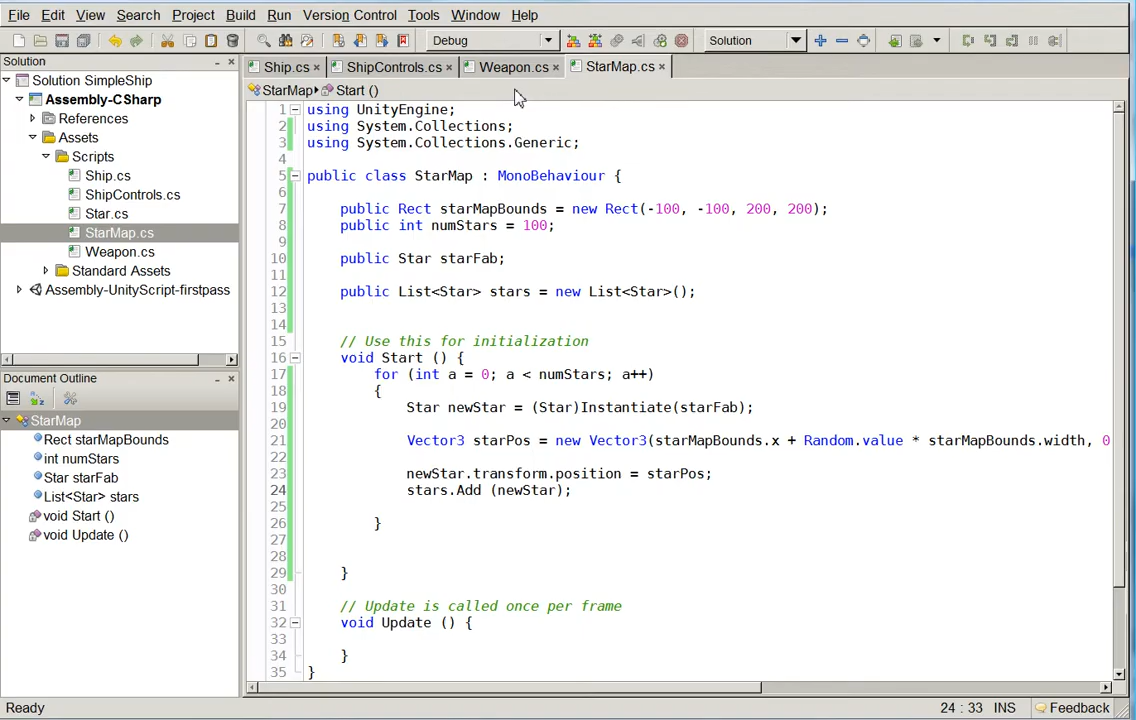 File Edit View Search Project Build Run Version Control Tools Window Help
Debug Solution
Solution
Solution SimpleShip
Assembly-CSharp
References
Assets
Scripts
Ship.cs
ShipControls.cs
Star.cs
StarMap.cs
Weapon.cs
Standard Assets
Assembly-UnityScript-firstpass
Document Outline
StarMap
Rect starMapBounds
int numStars
Star starFab
List<Star> stars
void Start ()
void Update ()
Ship.cs × ShipControls.cs × Weapon.cs × StarMap.cs ×
StarMap Start ()
1 using UnityEngine;
2 using System.Collections;
3 using System.Collections.Generic;
4
5 public class StarMap : MonoBehaviour {
6
7 public Rect starMapBounds = new Rect(-100, -100, 200, 200);
8 public int numStars = 100;
9
10 public Star starFab;
11
12 public List<Star> stars = new List<Star>();
13
14
15 // Use this for initialization
16 void Start () {
17 for (int a = 0; a < numStars; a++)
18 {
19 Star newStar = (Star)Instantiate(starFab);
20
21 Vector3 starPos = new Vector3(starMapBounds.x + Random.value * starMapBounds.width, 0
22
23 newStar.transform.position = starPos;
24 stars.Add (newStar);
25
26 }
27
28
29 }
30
31 // Update is called once per frame
32 void Update () {
33
34 }
35 }
Ready 24 : 33 INS Feedback